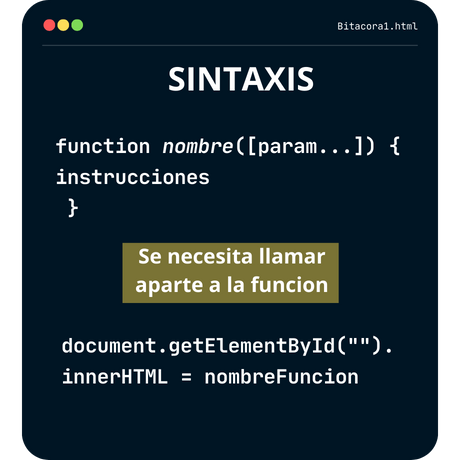 Bitacora1.html
SINTAXIS
function nombre([param...]) {
instrucciones
}
Se necesita llamar
aparte a la funcion
document.getElementById("").
innerHTML = nombreFuncion